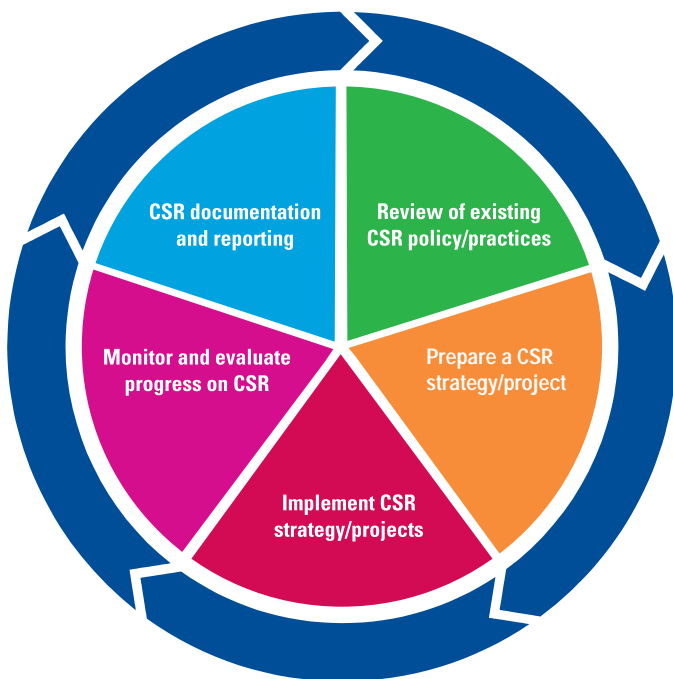 CSR documentation
and reporting
Review of existing
CSR policy/practices
Monitor and evaluate
progress on CSR
Prepare a CSR
strategy/project
Implement CSR
strategy/projects